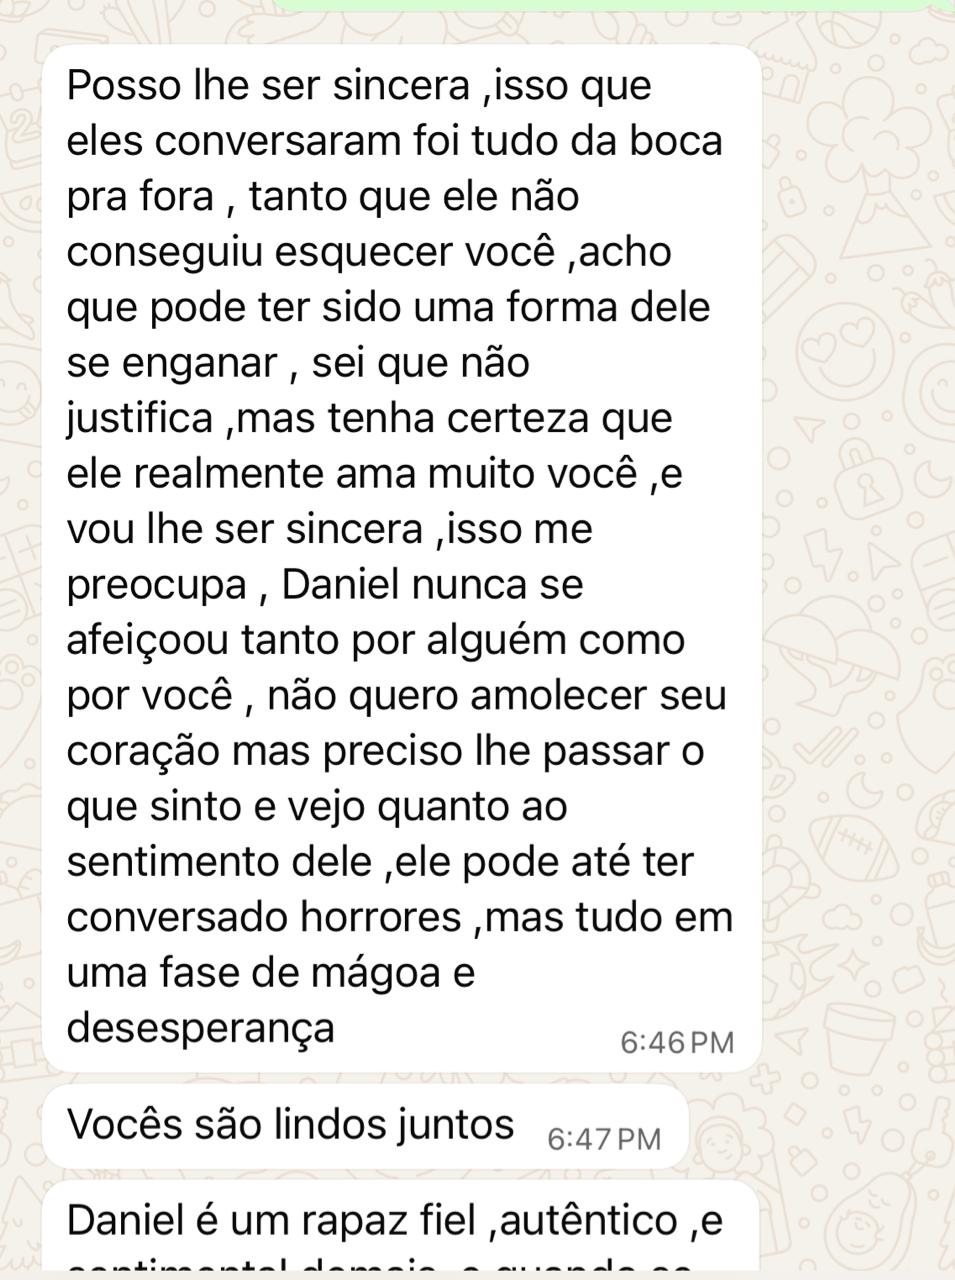 Posso lhe ser sincera ,isso que
eles conversaram foi tudo da boca
pra fora , tanto que ele não
conseguiu esquecer você ,acho
que pode ter sido uma forma dele
se enganar , sei que não
justifica ,mas tenha certeza que
ele realmente ama muito você ,e
vou lhe ser sincera ,isso me
preocupa , Daniel nunca se
afeiçoou tanto por alguém como
por você , não quero amolecer seu
coração mas preciso lhe passar o
que sinto e vejo quanto ao
sentimento dele ,ele pode até ter
conversado horrores ,mas tudo em
uma fase de mágoa e
desesperança 6:46 PM
Vocês são lindos juntos 6:47 PM
Daniel é um rapaz fiel ,autêntico ,e
sentimental demais e quando se